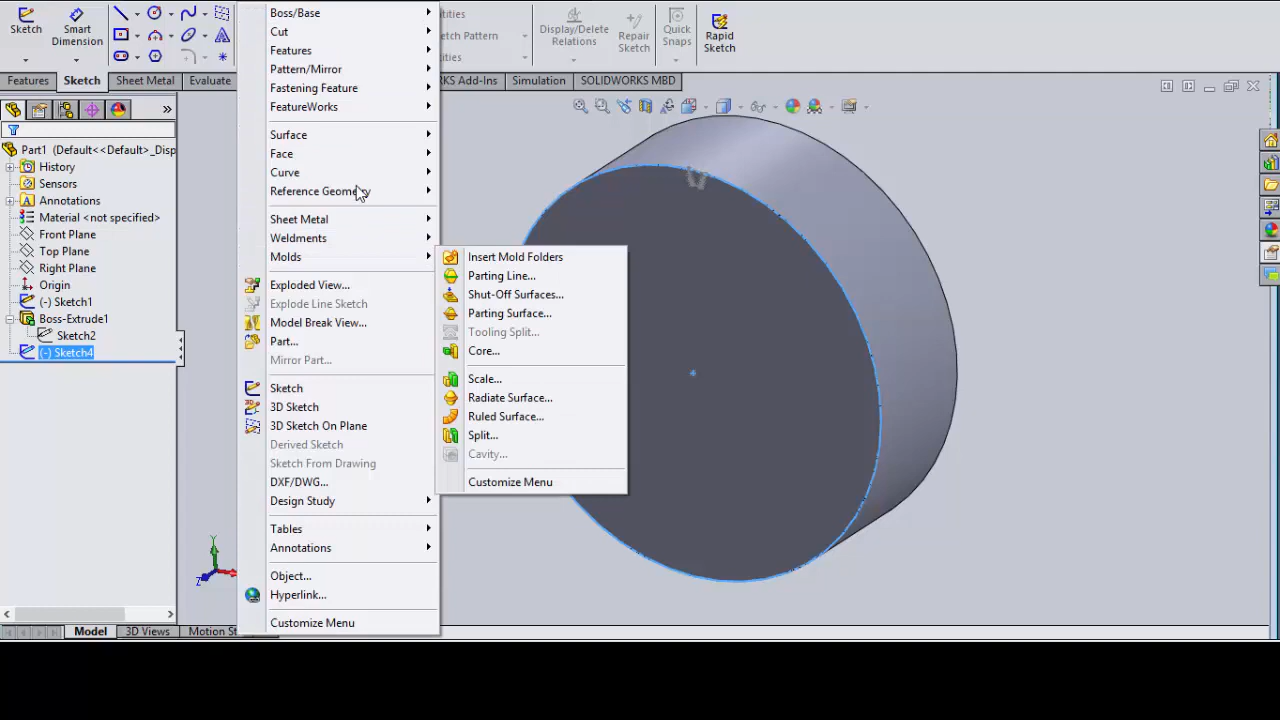 Sketch
Smart Dimension
Boss/Base
Cut
Features
Pattern/Mirror
Fastening Feature
FeatureWorks
Surface
Face
Curve
Reference Geometry
Sheet Metal
Weldments
Molds
Exploded View...
Explode Line Sketch
Model Break View...
Part...
Mirror Part...
Sketch
3D Sketch
3D Sketch On Plane
Derived Sketch
Sketch From Drawing
DXF/DWG...
Design Study
Tables
Annotations
Object...
Hyperlink...
Customize Menu
Insert Mold Folders
Parting Line...
Shut-Off Surfaces...
Parting Surface...
Tooling Split...
Core...
Scale...
Radiate Surface...
Ruled Surface...
Split...
Cavity...
Customize Menu
Display/Delete Relations
Repair Sketch
Quick Snaps
Rapid Sketch
Features
Sketch
Sheet Metal
Evaluate
Simulation
SOLIDWORKS MBD
Part1 (Default<<Default>_Disp
History
Sensors
Annotations
Material <not specified>
Front Plane
Top Plane
Right Plane
Origin
(-) Sketch1
Boss-Extrude1
Sketch2
(-) Sketch4
Y
Z
Model
3D Views